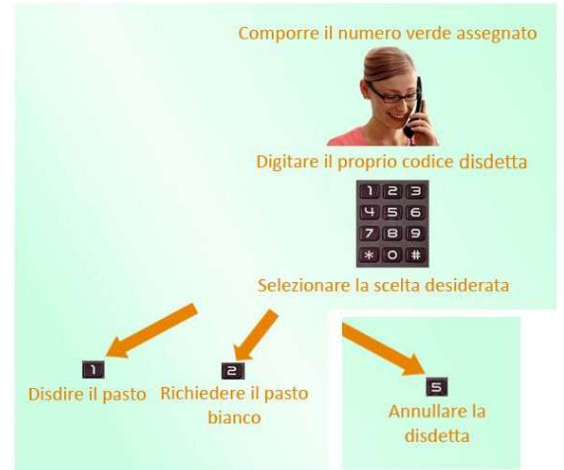 Comporre il numero verde assegnato
Digitare il proprio codice disdetta
1 2 3
4 5 6
7 8 9
* 0 #
Selezionare la scelta desiderata
1
Disdire il pasto
2
Richiedere il pasto
bianco
5
Annullare la
disdetta